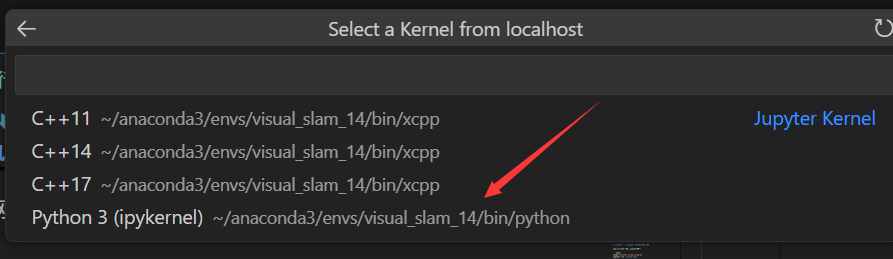 Select a Kernel from localhost
C++11 ~/anaconda3/envs/visual_slam_14/bin/xcpp Jupyter Kernel
C++14 ~/anaconda3/envs/visual_slam_14/bin/xcpp
C++17 ~/anaconda3/envs/visual_slam_14/bin/xcpp
Python 3 (ipykernel) ~/anaconda3/envs/visual_slam_14/bin/python